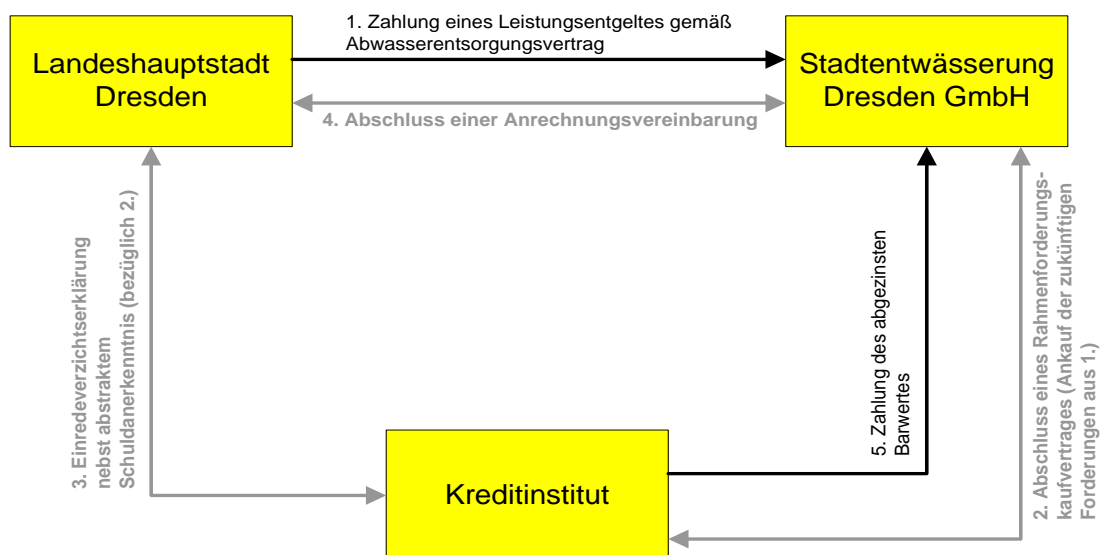 1. Zahlung eines Leistungsentgeltes gemäß
Abwasserentsorgungsvertrag
Landeshauptstadt
Dresden
Stadtentwässerung
Dresden GmbH
4. Abschluss einer Anrechnungsvereinbarung
3. Einredeverzichtserklärung
nebst abstraktem
Schuldanerkenntnis (bezüglich 2.)
5. Zahlung des abgezinsten
Barwertes
2. Abschluss eines Rahmenforderungs-
kaufvertrages (Ankauf der zukünftigen
Forderungen aus 1.)
Kreditinstitut